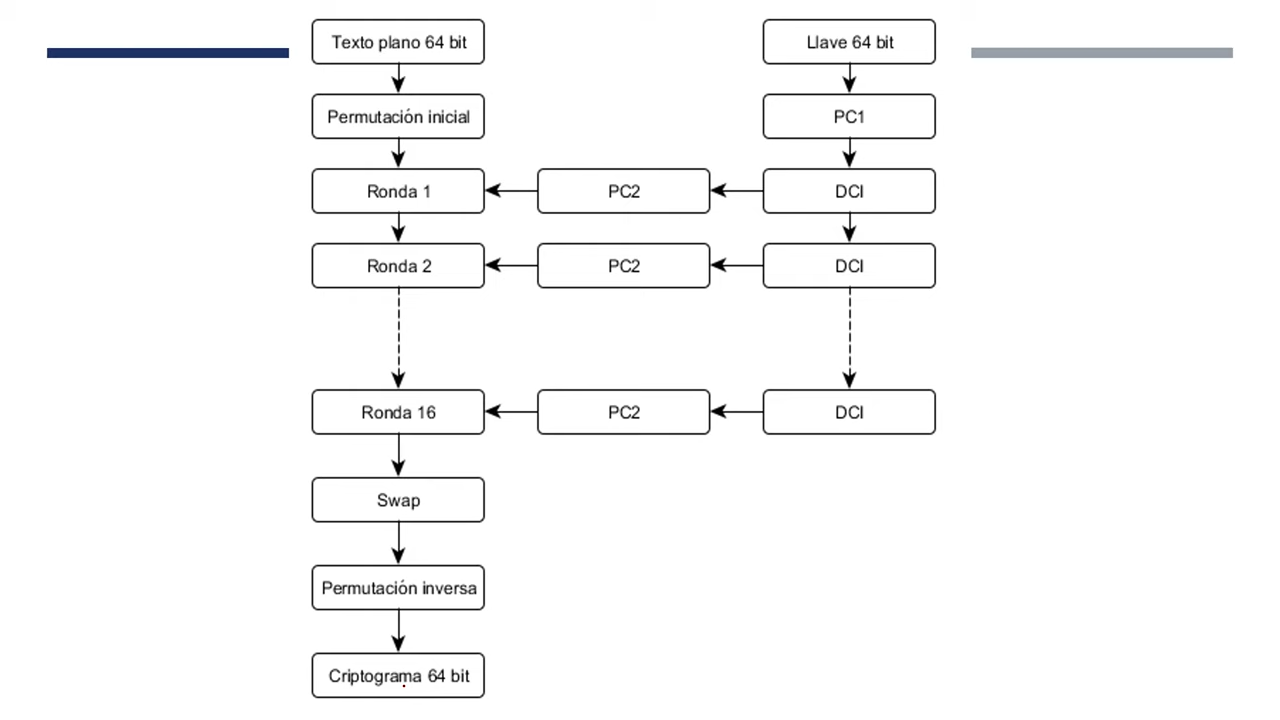 Texto plano 64 bit
Llave 64 bit
Permutación inicial
PC1
Ronda 1
PC2
DCI
Ronda 2
PC2
DCI
Ronda 16
PC2
DCI
Swap
Permutación inversa
Criptograma 64 bit